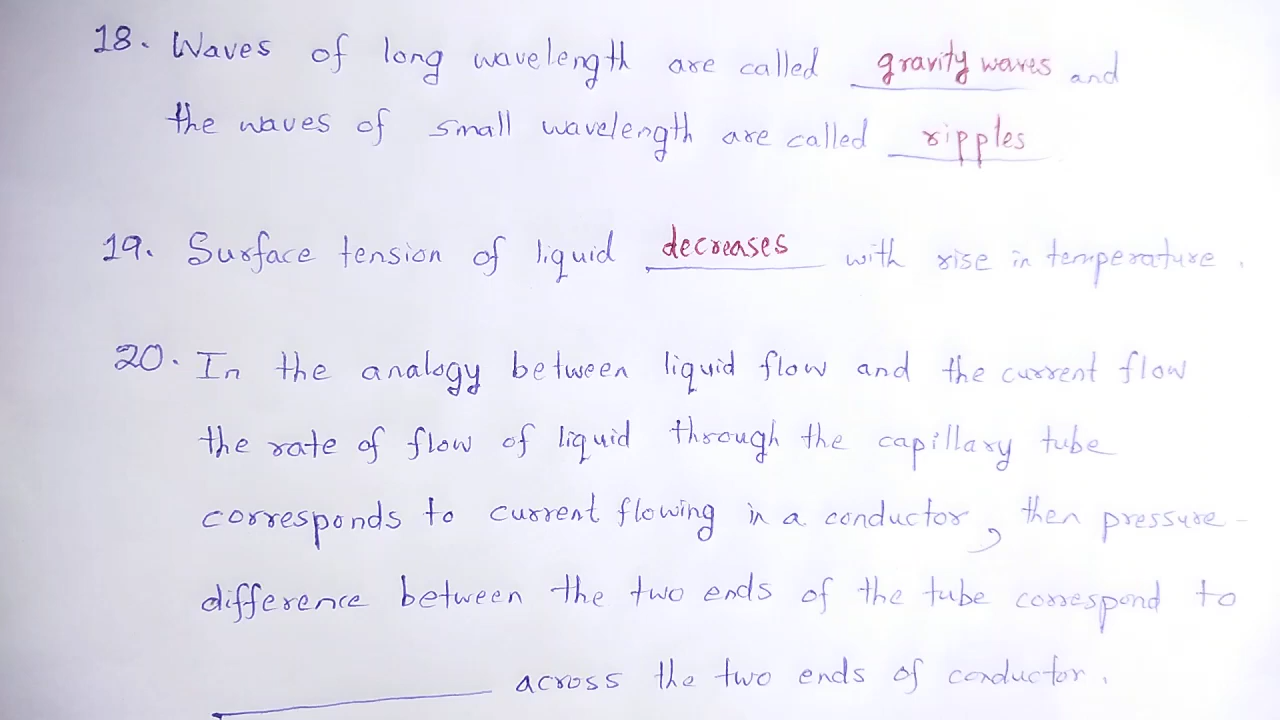 18. Waves of long wavelength are called gravity waves and
the waves of small wavelength are called ripples
19. Surface tension of liquid decreases with rise in temperature.
20. In the analogy between liquid flow and the current flow
the rate of flow of liquid through the capillary tube
corresponds to current flowing in a conductor, then pressure-
difference between the two ends of the tube correspond to
__________ across the two ends of conductor.